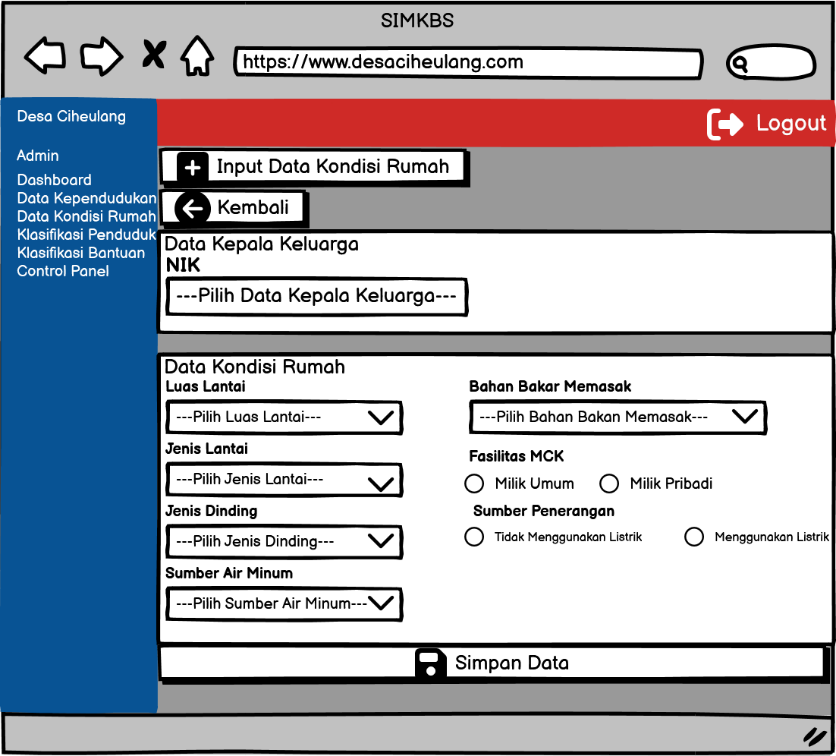 SIMKBS
https://www.desaciheulang.com
Desa Ciheulang
Logout
Admin
Dashboard
Data Kependudukan
Data Kondisi Rumah
Klasifikasi Penduduk
Klasifikasi Bantuan
Control Panel
Input Data Kondisi Rumah
Kembali
Data Kepala Keluarga
NIK
---Pilih Data Kepala Keluarga---
Data Kondisi Rumah
Luas Lantai
---Pilih Luas Lantai---
Jenis Lantai
---Pilih Jenis Lantai---
Jenis Dinding
---Pilih Jenis Dinding---
Sumber Air Minum
---Pilih Sumber Air Minum---
Bahan Bakar Memasak
---Pilih Bahan Bakan Memasak---
Fasilitas MCK
Milik Umum Milik Pribadi
Sumber Penerangan
Tidak Menggunakan Listrik Menggunakan Listrik
Simpan Data